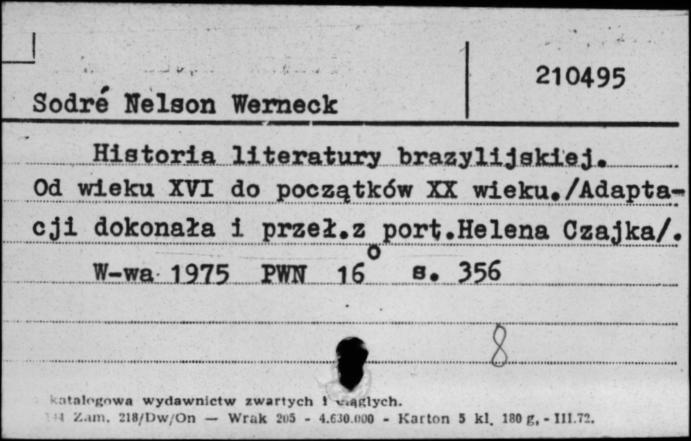 210495
Sodré Nelson Werneck
Historia literatury brazylijskiej.
Od wieku XVI do początków XX wieku./Adapta-
cji dokonała i przeł.z port.Helena Czajka/.
W-wa 1975 PWN 16° s. 356
8
katalogowa wydawnictw zwartych i ciągłych.
Zam. 218/Dw/On — Wrak 205 - 4.630.000 - Karton 5 kl. 180 g, - III.72.